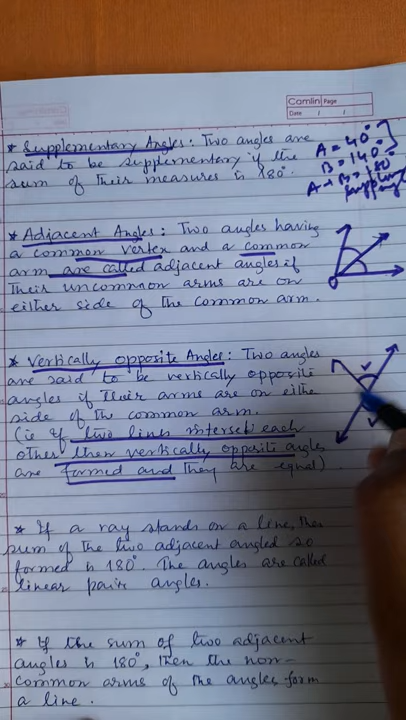 Camlin Page
Date / /
* Supplementary Angles : Two angles are
said to be supplementary if the
sum of their measures is 180°.
A = 40°
B = 140°
A + B = 180°
* Adjacent Angles : Two angles having
a common vertex and a common
arm are called adjacent angles if
their uncommon arms are on
either side of the common arm.
O
* Vertically opposite Angles : Two angles
are said to be vertically opposite
angles if their arms are on eithe
side of the common arm.
(ie if two lines intersect each
other then vertically opposite angles
are formed and they are equal)
* If a ray stands on a line, then
sum of the two adjacent angled so
formed is 180°. The angles are called
linear pair angles.
* If the sum of two adjacent
angles is 180°, then the non-
common arms of the angles form
a line.